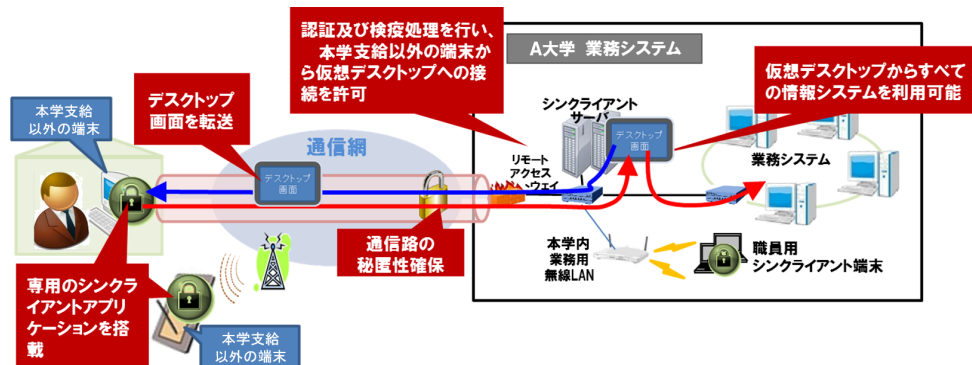 認証及び検疫処理を行い、
本学支給以外の端末か
ら仮想デスクトップへの接
続を許可
A大学 業務システム
仮想デスクトップからすべて
の情報システムを利用可能
デスクトップ
画面を転送
本学支給
以外の端末
通信網
シンクライアント
サーバ
デスクトップ
画面
リモート
アクセス
ウェイ
業務システム
デスクトップ
画面
通信路の
秘匿性確保
本学内
業務用
無線LAN
職員用
シンクライアント端末
専用のシンクラ
イアントアプリ
ケーションを搭
載
本学支給
以外の端末